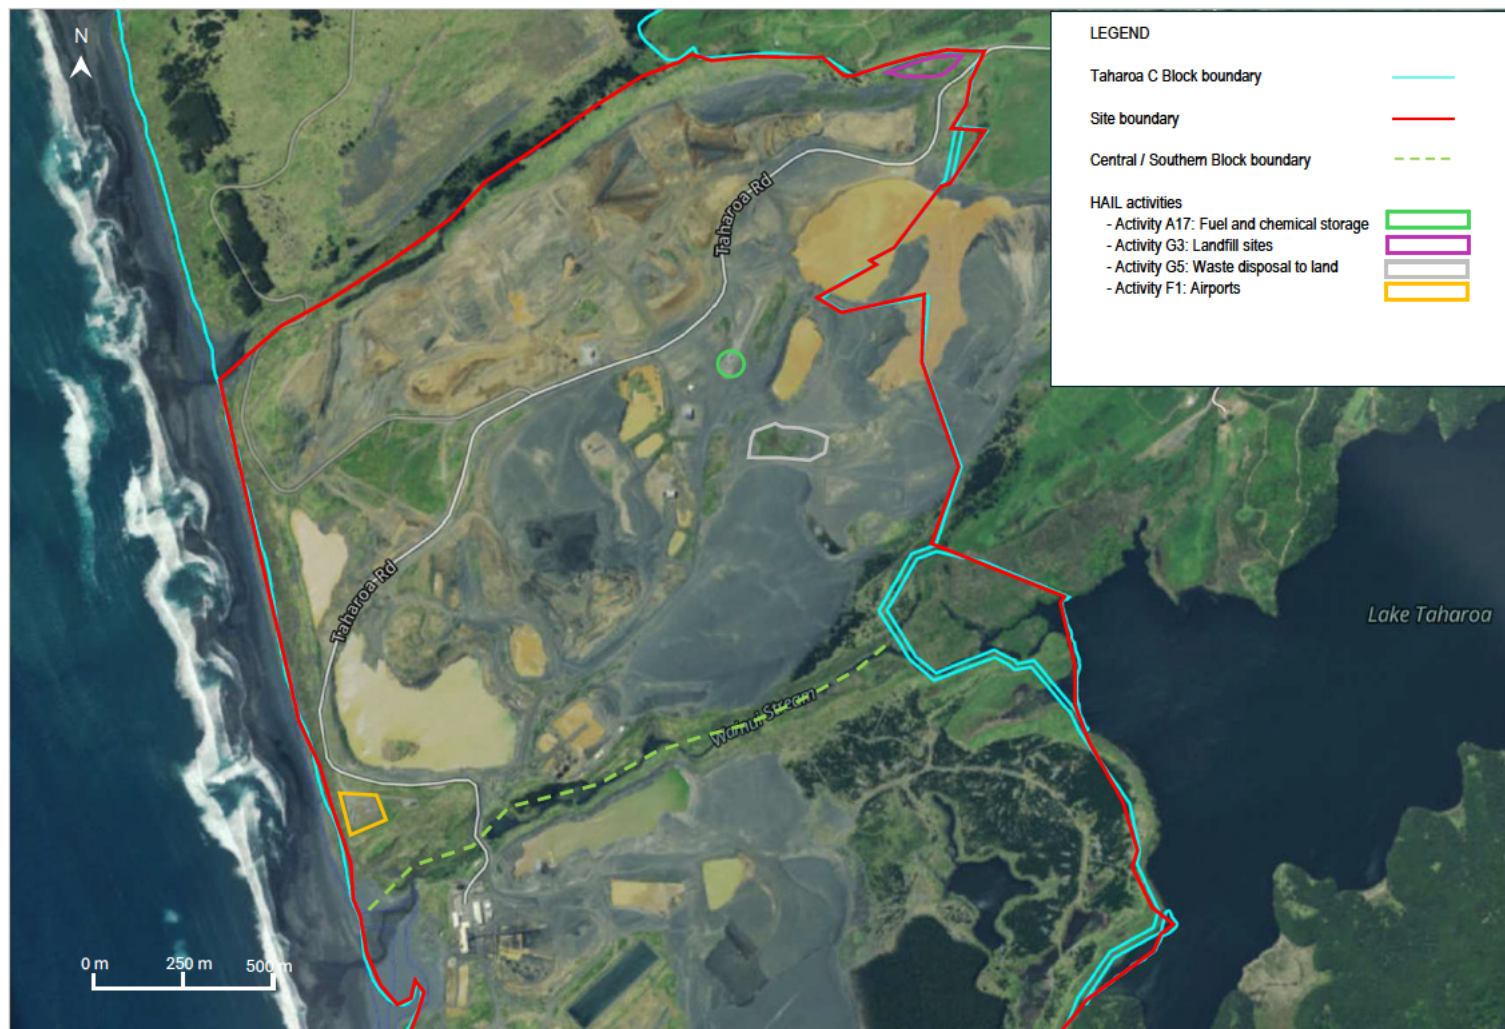 N
LEGEND
Taharoa C Block boundary
Site boundary
Central / Southern Block boundary
HAIL activities
- Activity A17: Fuel and chemical storage
- Activity G3: Landfill sites
- Activity G5: Waste disposal to land
- Activity F1: Airports
Taharoa Rd
Taharoa Rd
Lake Taharoa
Wainui Stream
0 m 250 m 500 m